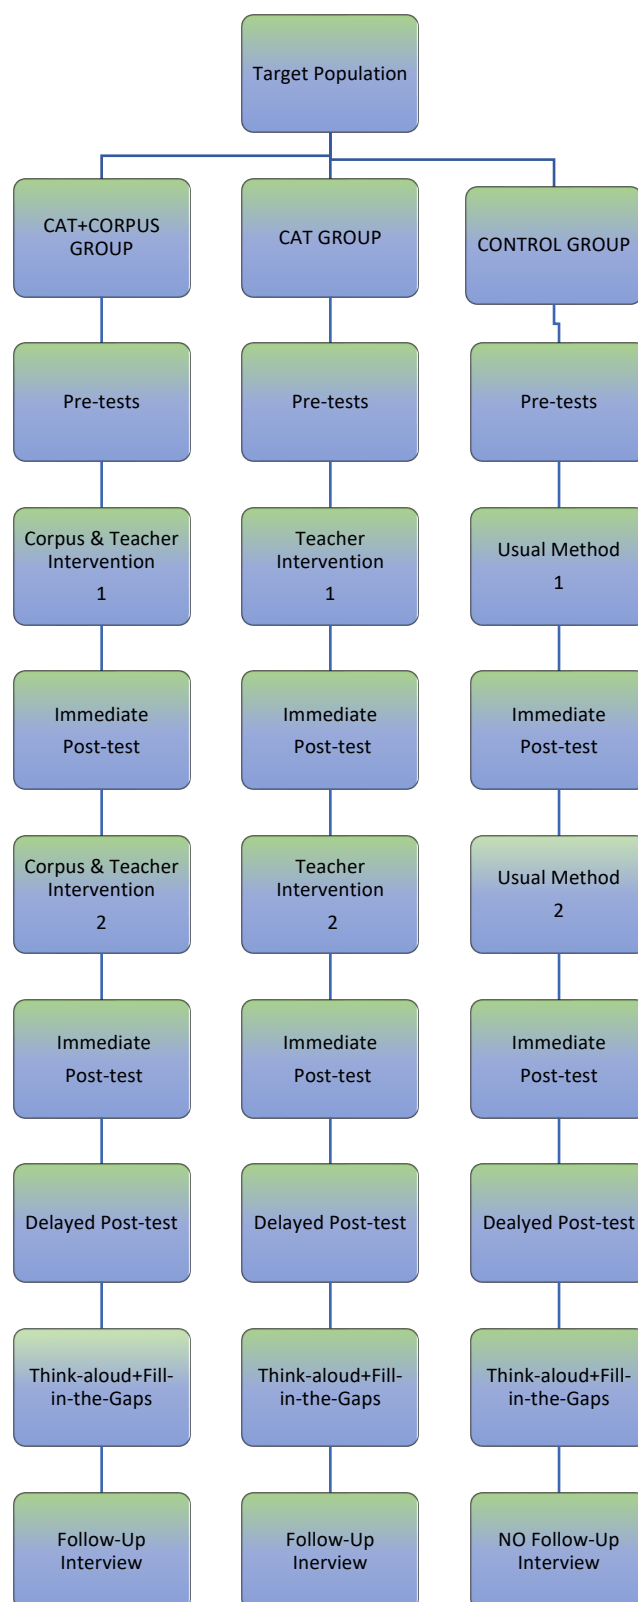 Target Population
CAT+CORPUS
GROUP
CAT GROUP
CONTROL GROUP
Pre-tests
Pre-tests
Pre-tests
Corpus & Teacher
Intervention
1
Teacher
Intervention
1
Usual Method
1
Immediate
Post-test
Immediate
Post-test
Immediate
Post-test
Corpus & Teacher
Intervention
2
Teacher
Intervention
2
Usual Method
2
Immediate
Post-test
Immediate
Post-test
Immediate
Post-test
Delayed Post-test
Delayed Post-test
Dealyed Post-test
Think-aloud+Fill-
in-the-Gaps
Think-aloud+Fill-
in-the-Gaps
Think-aloud+Fill-
in-the-Gaps
Follow-Up
Interview
Follow-Up
Inerview
NO Follow-Up
Interview